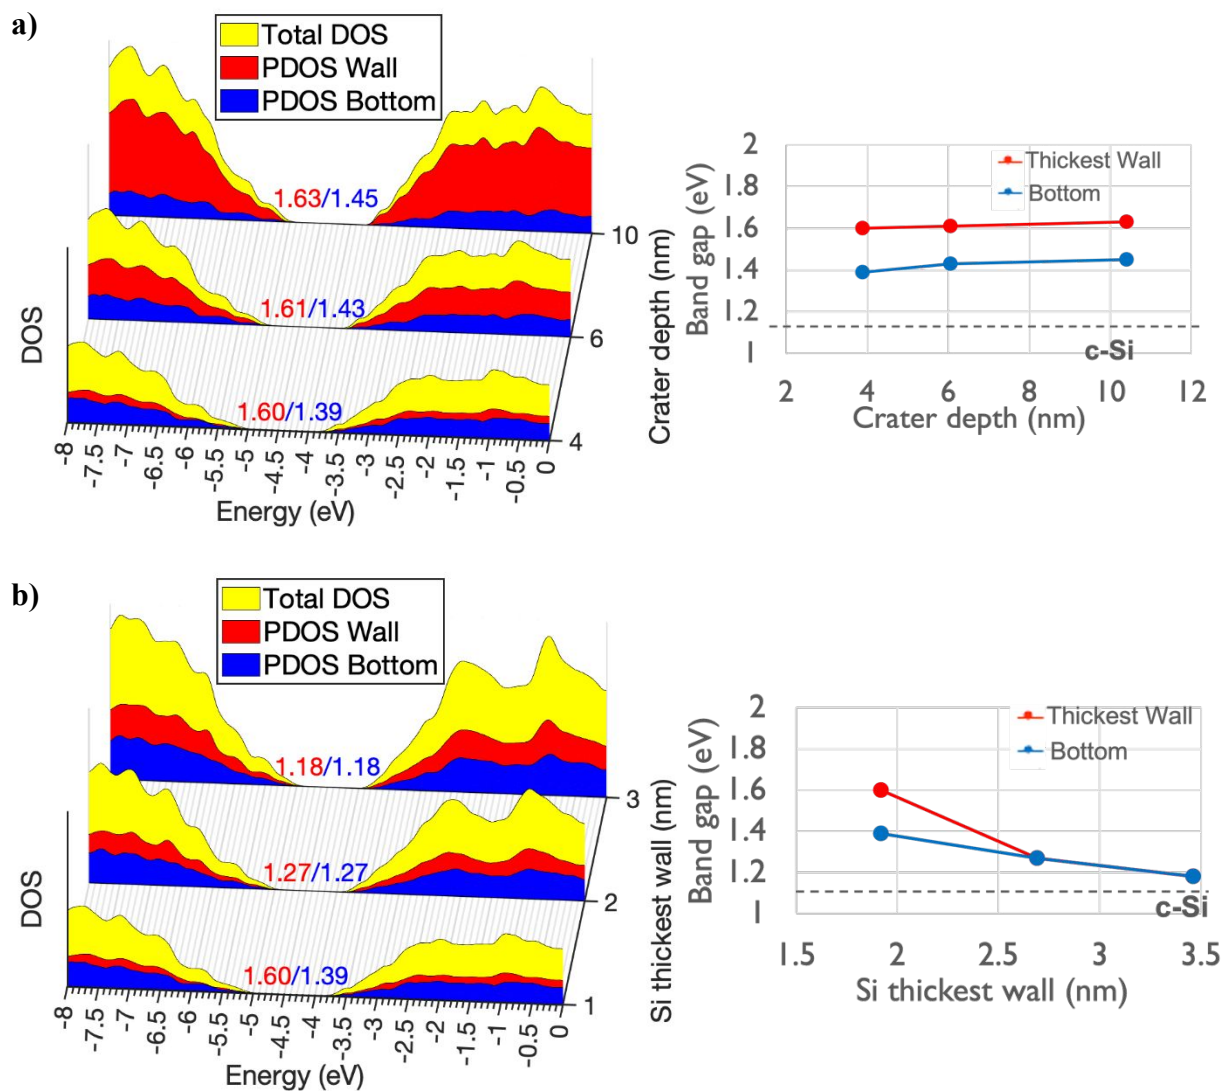 a)
Total DOS
PDOS Wall
PDOS Bottom
1.63/1.45
1.61/1.43
1.60/1.39
DOS
-8
-7.5
-7
-6.5
-6
-5.5
-5
-4.5
-4
-3.5
-3
-2.5
-2
-1.5
-1
-0.5
0
Energy (eV)
4
6
10
Crater depth (nm)
Band gap (eV)
2
1.8
1.6
1.4
1.2
1
Thickest Wall
Bottom
c-Si
2
4
6
8
10
12
Crater depth (nm)
b)
Total DOS
PDOS Wall
PDOS Bottom
1.18/1.18
1.27/1.27
1.60/1.39
DOS
-8
-7.5
-7
-6.5
-6
-5.5
-5
-4.5
-4
-3.5
-3
-2.5
-2
-1.5
-1
-0.5
0
Energy (eV)
1
2
3
Si thickest wall (nm)
Band gap (eV)
2
1.8
1.6
1.4
1.2
1
Thickest Wall
Bottom
c-Si
1.5
2
2.5
3
3.5
Si thickest wall (nm)